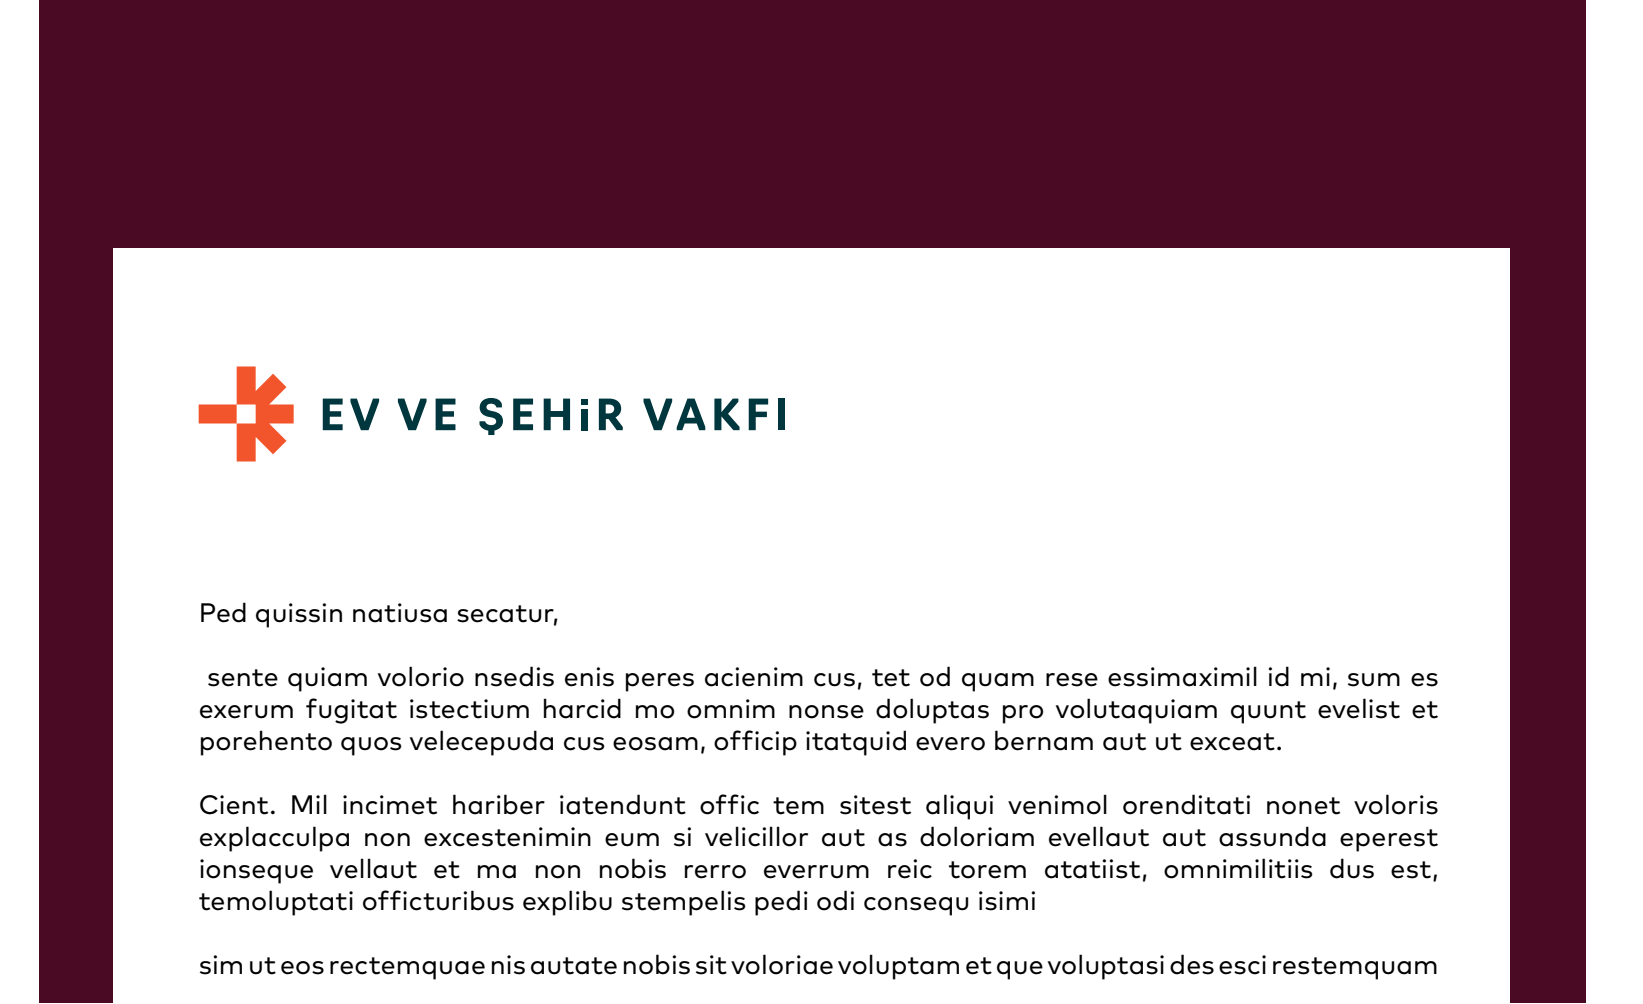 EV VE ŞEHiR VAKFI
Ped quissin natiusa secatur,
sente quiam volorio nsedis enis peres acienim cus, tet od quam rese essimaximil id mi, sum es
exerum fugitat istectium harcid mo omnim nonse doluptas pro volutaquiam quunt evelist et
porehento quos velecepuda cus eosam, officip itatquid evero bernam aut ut exceat.
Cient. Mil incimet hariber iatendunt offic tem sitest aliqui venimol orenditati nonet voloris
explacculpa non excestenimin eum si velicillor aut as doloriam evellaut aut assunda eperest
ionseque vellaut et ma non nobis rerro everrum reic torem atatiist, omnimilitiis dus est,
temoluptati officturibus explibu stempelis pedi odi consequ isimi
sim ut eos rectemquae nis autate nobis sit voloriae voluptam et que voluptasi des esci restemquam